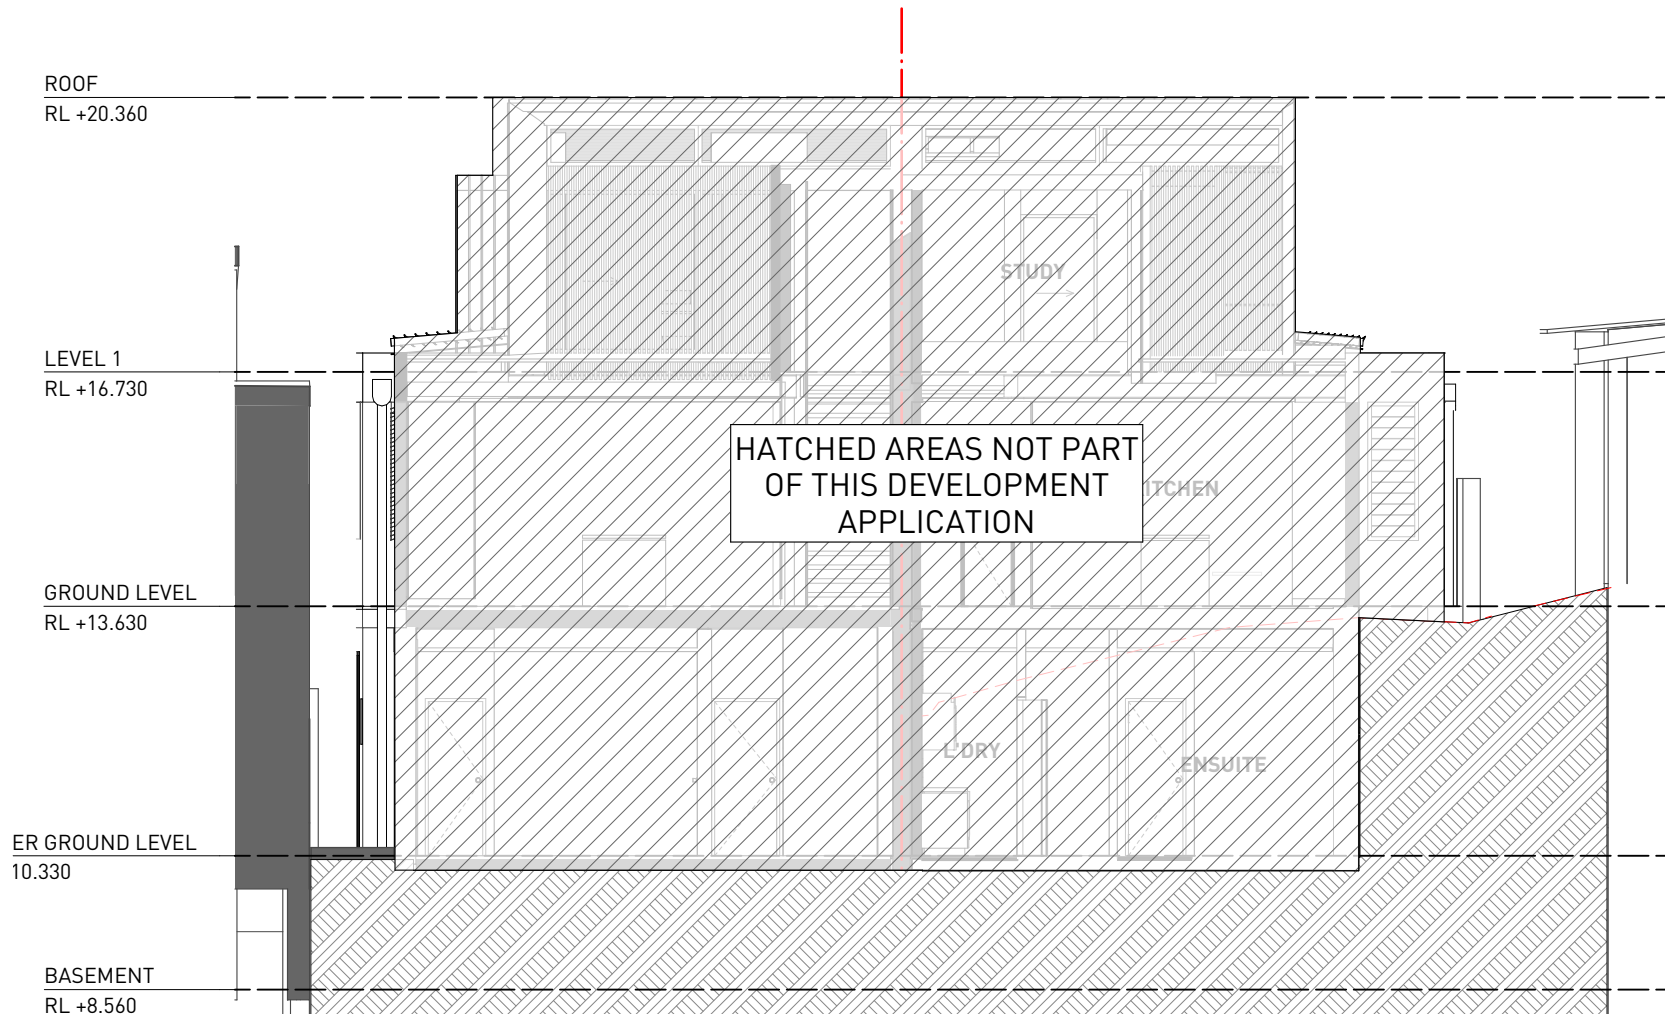 ROOF
RL +20.360
STUDY
LEVEL 1
RL +16.730
HATCHED AREAS NOT PART
OF THIS DEVELOPMENT
APPLICATION
ITCHEN
GROUND LEVEL
RL +13.630
L'DRY
ENSUITE
ER GROUND LEVEL
10.330
BASEMENT
RL +8.560